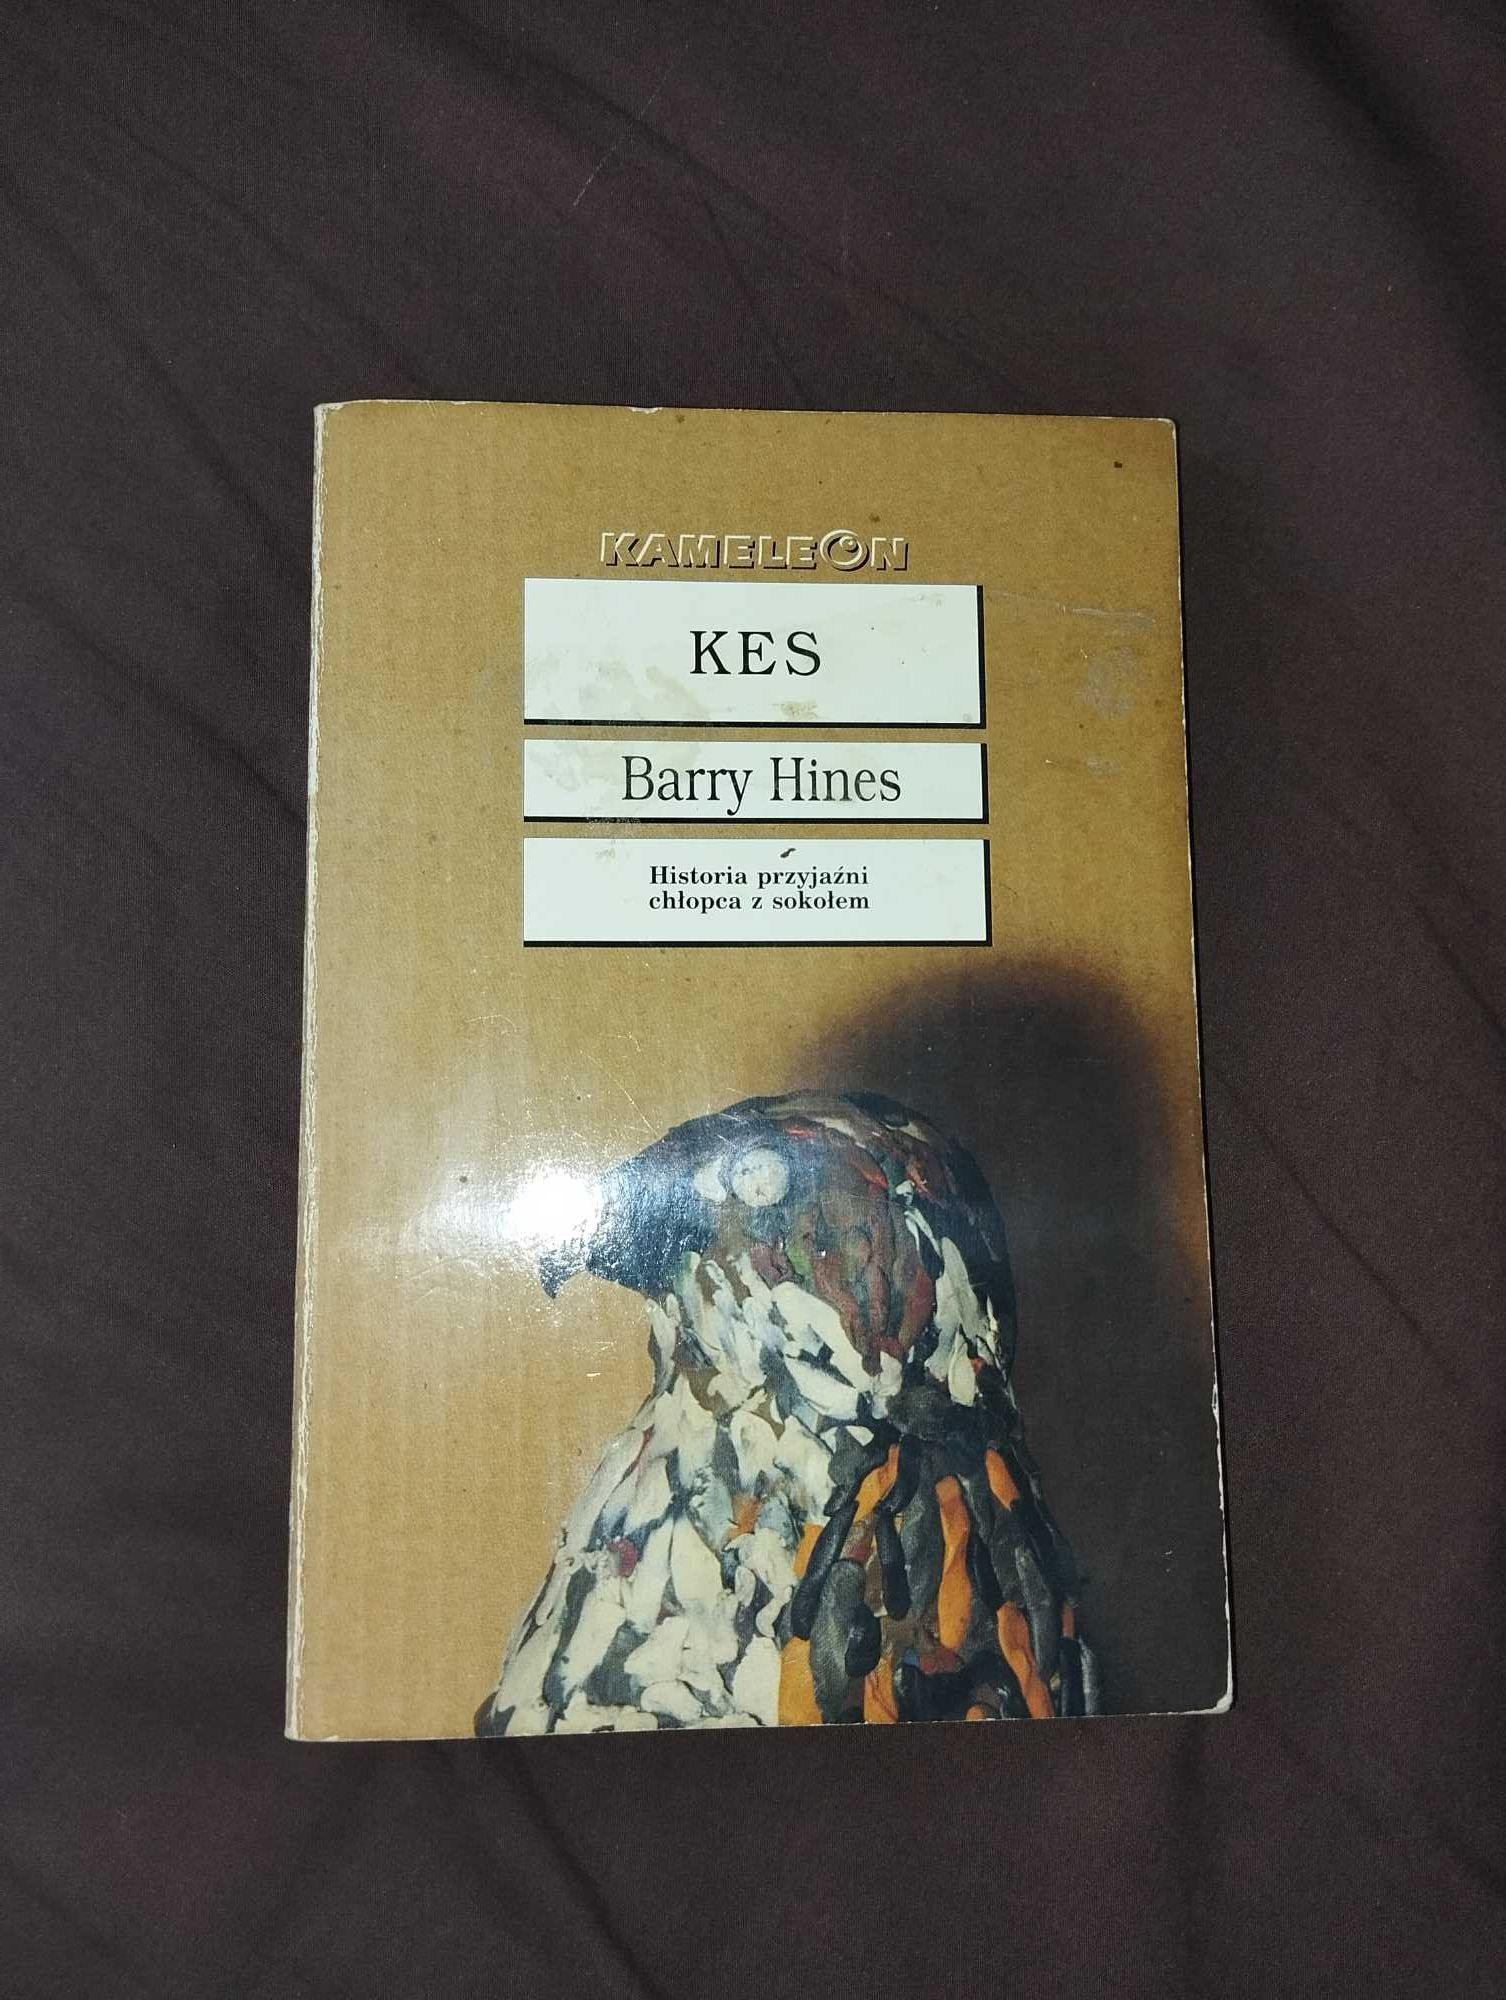 KAMELEON
KES
Barry Hines
Historia przyjaźni
chłopca z sokołem